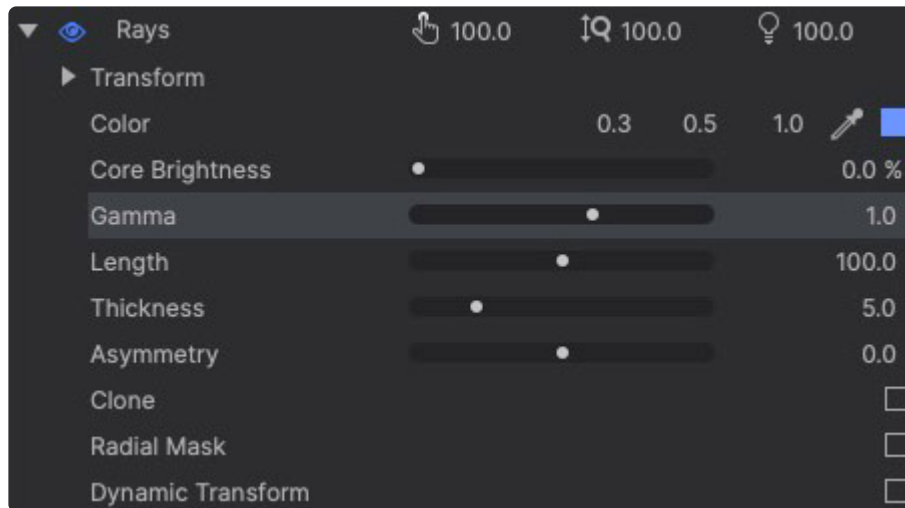 Rays 100.0 100.0 100.0
Transform
Color 0.3 0.5 1.0
Core Brightness 0.0 %
Gamma 1.0
Length 100.0
Thickness 5.0
Asymmetry 0.0
Clone
Radial Mask
Dynamic Transform